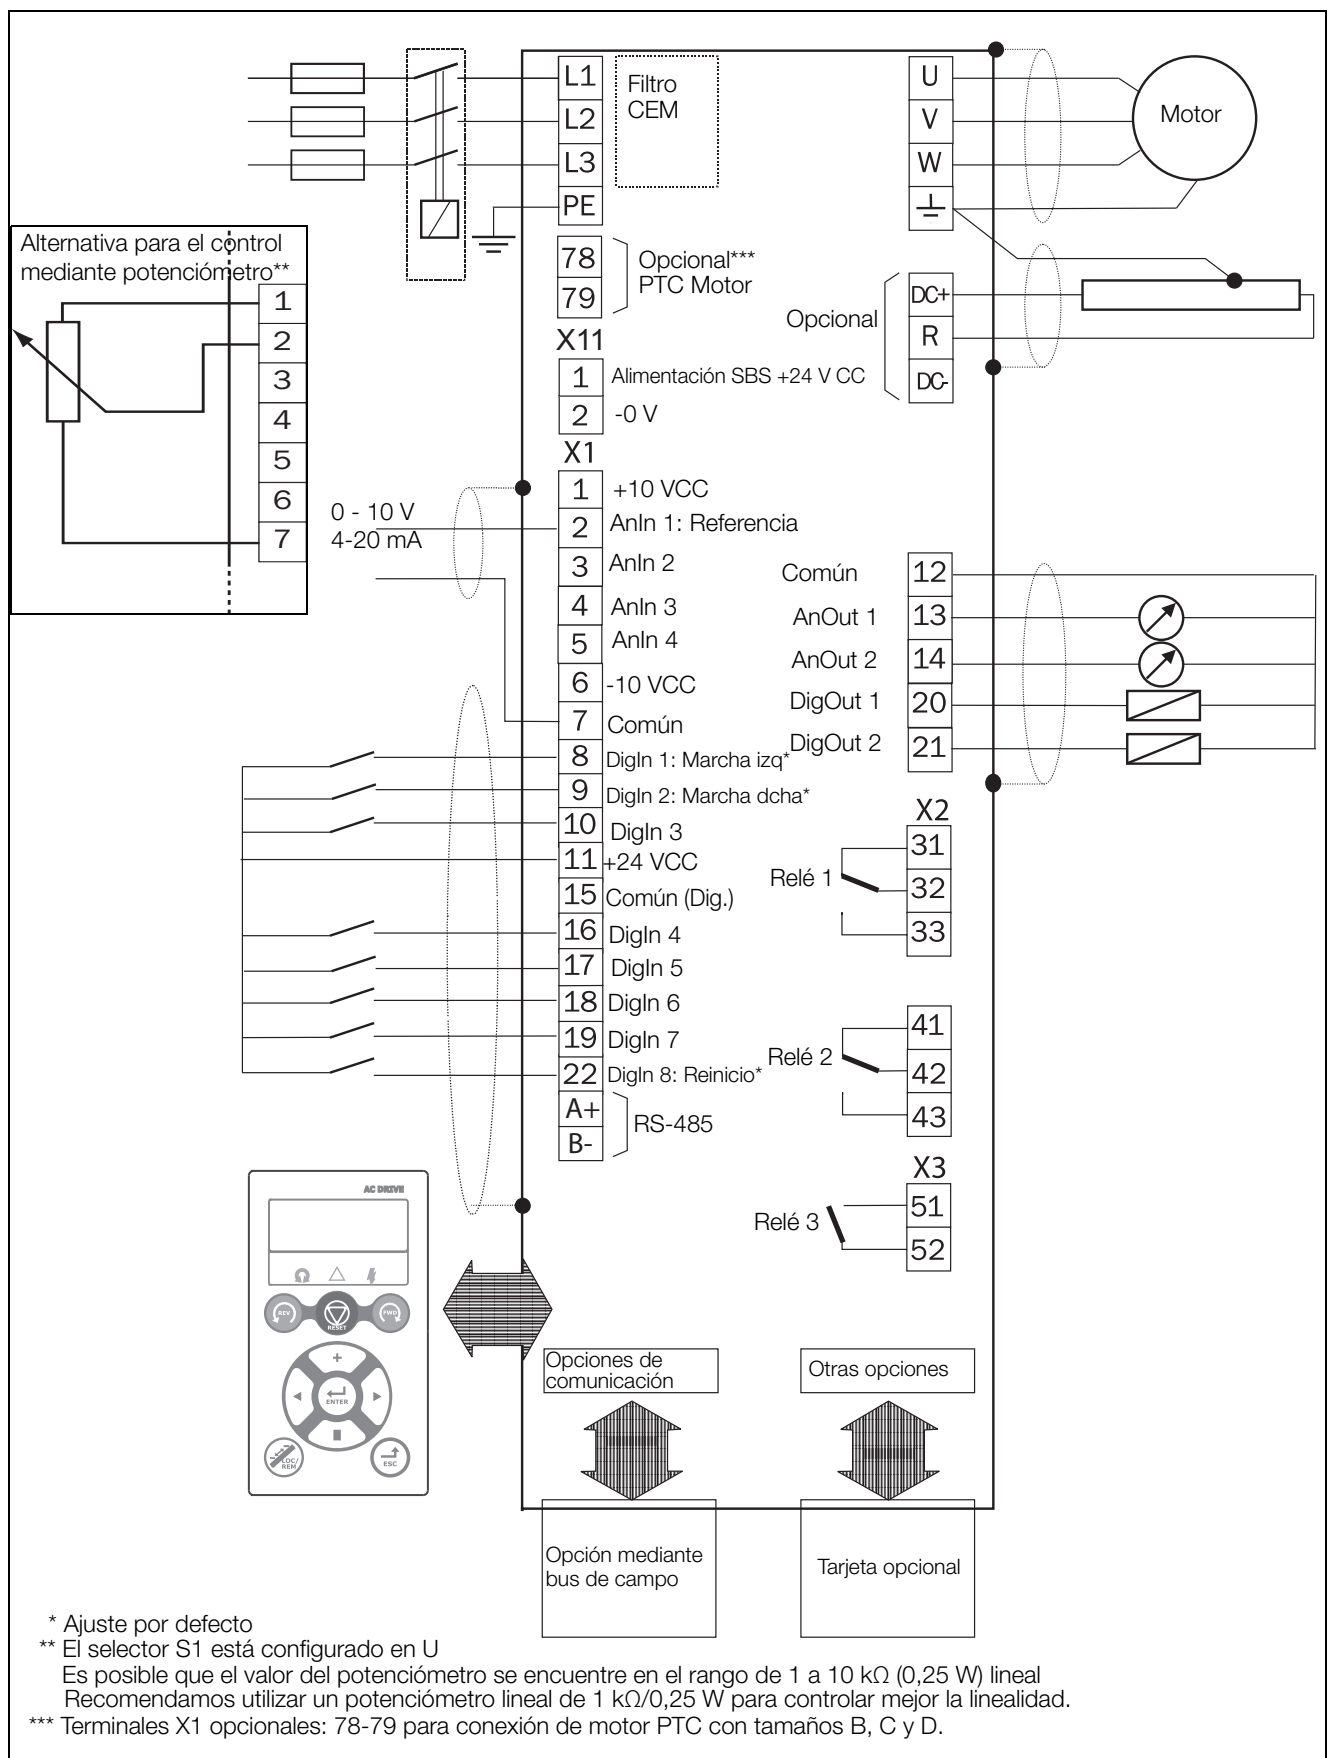 L1
L2
L3
PE
Filtro
CEM
U
V
W
Motor
Alternativa para el control
mediante potenciómetro**
1
2
3
4
5
6
7
78
79
Opcional***
PTC Motor
Opcional
DC+
R
DC-
X11
1 Alimentación SBS +24 V CC
2 -0 V
X1
0 - 10 V
4-20 mA
1 +10 VCC
2 AnIn 1: Referencia
3 AnIn 2
4 AnIn 3
5 AnIn 4
6 -10 VCC
7 Común
8 DigIn 1: Marcha izq*
9 DigIn 2: Marcha dcha*
10 DigIn 3
11 +24 VCC
15 Común (Dig.)
16 DigIn 4
17 DigIn 5
18 DigIn 6
19 DigIn 7
22 DigIn 8: Reinicio*
A+
B-
RS-485
Común 12
AnOut 1 13
AnOut 2 14
DigOut 1 20
DigOut 2 21
X2
Relé 1
31
32
33
Relé 2
41
42
43
X3
Relé 3
51
52
AC DRIVE
REV
RESET
FWD
+
ENTER
LOC/
REM
ESC
Opciones de
comunicación
Otras opciones
Opción mediante
bus de campo
Tarjeta opcional
* Ajuste por defecto
** El selector S1 está configurado en U
Es posible que el valor del potenciómetro se encuentre en el rango de 1 a 10 kΩ (0,25 W) lineal
Recomendamos utilizar un potenciómetro lineal de 1 kΩ/0,25 W para controlar mejor la linealidad.
*** Terminales X1 opcionales: 78-79 para conexión de motor PTC con tamaños B, C y D.